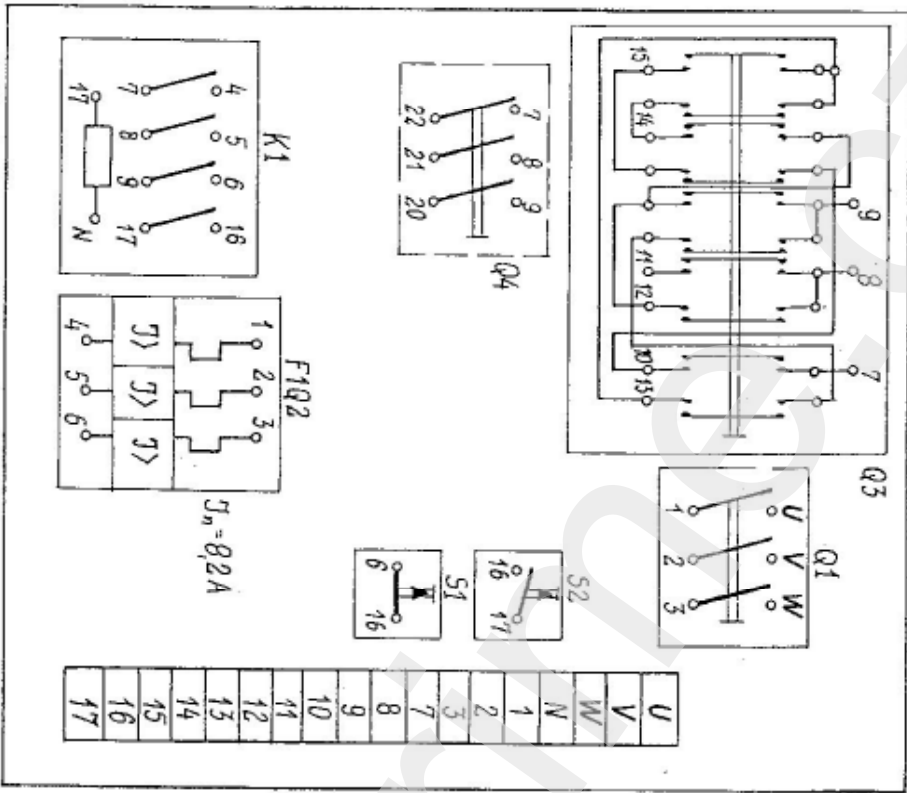 Q3
9 8 7
15 14 11 12 10 13
Q1
U V W
1 2 3
Q4
7 8 9
22 21 20
S2
16 17
S1
6 16
K1
4 5 6 16
7 8 9 17
17 N
F1Q2
1 2 3
J> J> J>
4 5 6
Jn = 8,2A
U
V
W
N
1
2
3
7
8
9
10
11
12
13
14
15
16
17